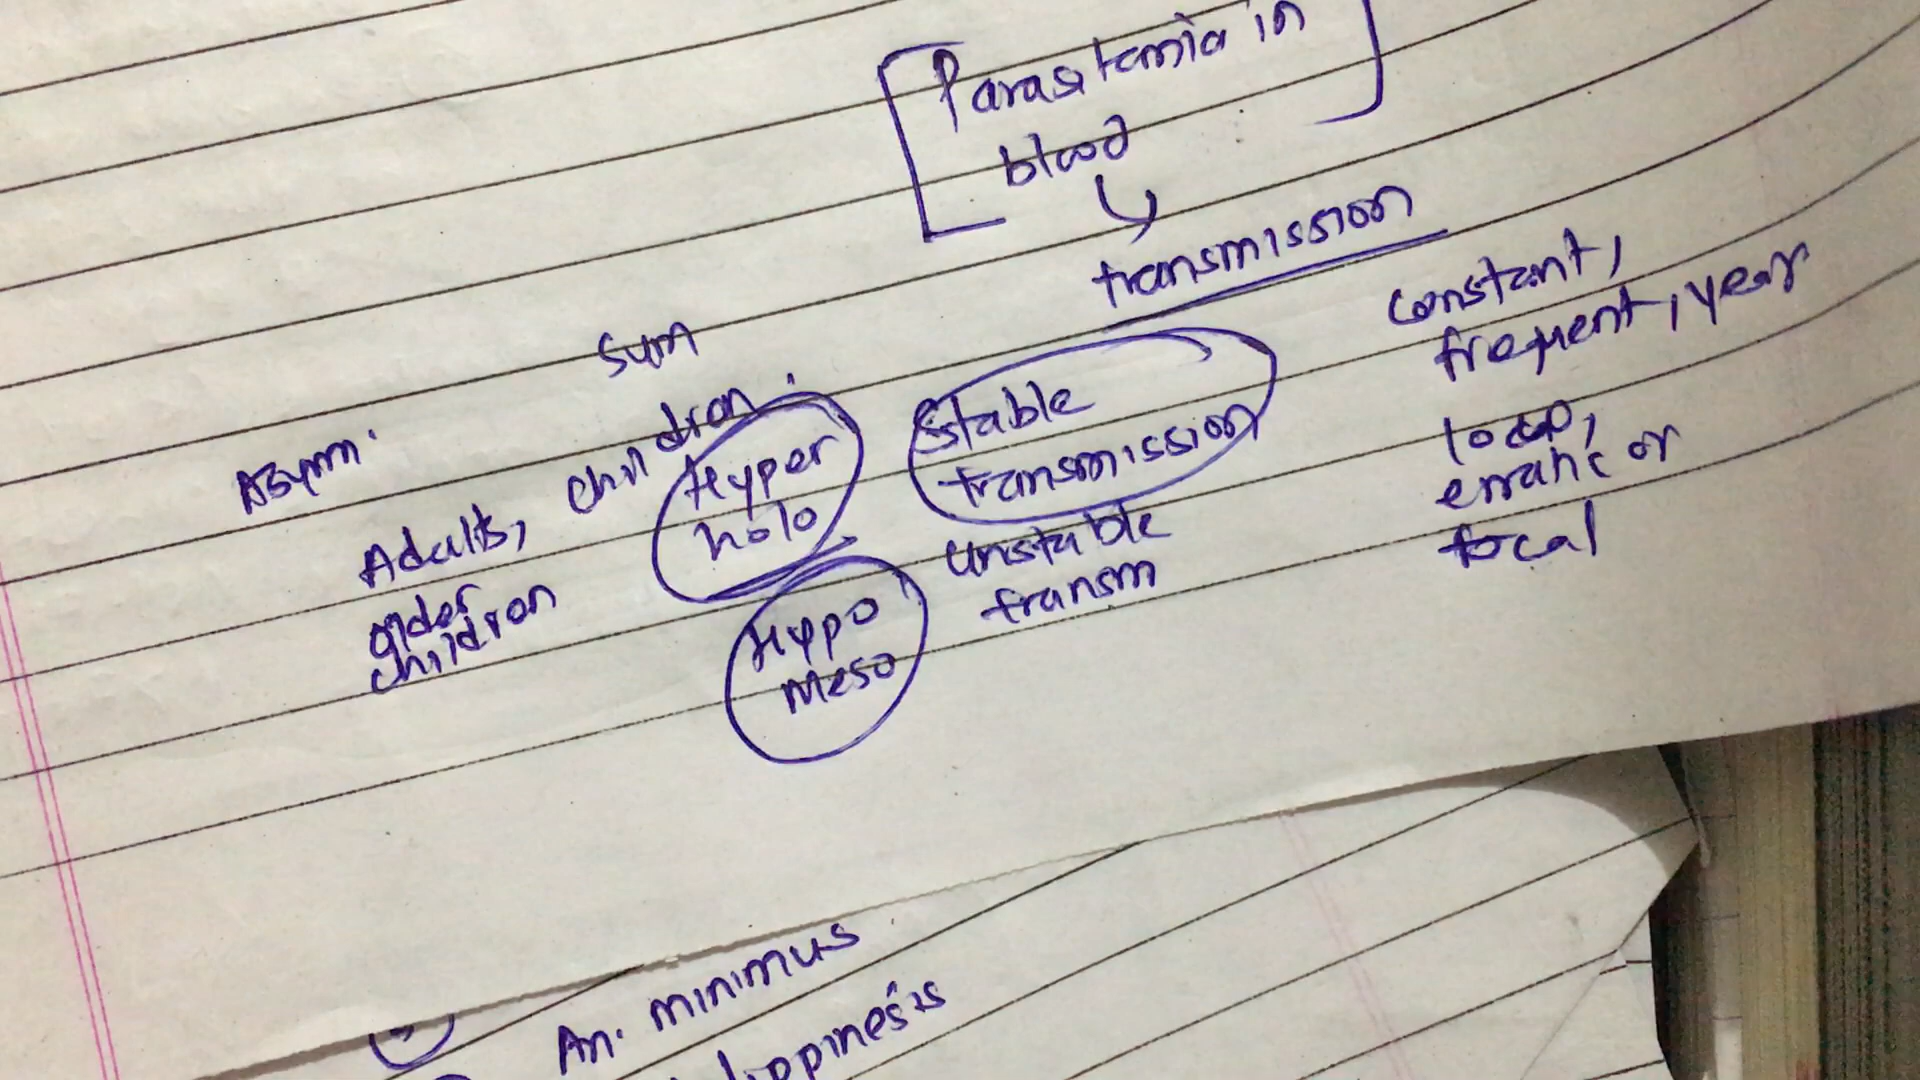 Parasitemia in
blood
transmission
Asym.
Sym
Adults,
older
children
children.
Hyper
holo
Stable
transmission
constant,
frequent, year
Hypo
Meso
unstable
transm
erratic or
focal
An. minimus